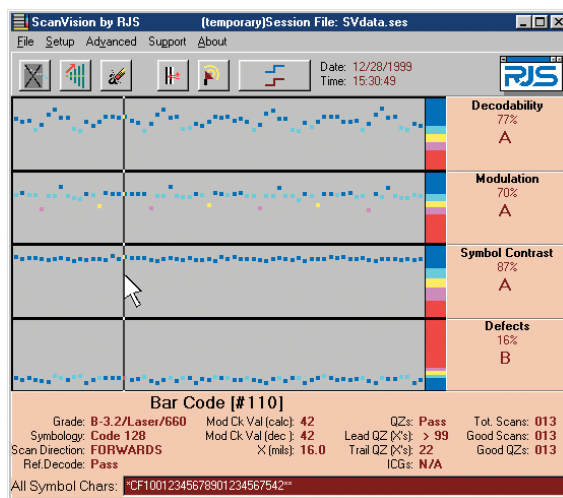 ScanVision by RJS (temporary)Session File: SVdata.ses
File Setup Advanced Support About
Date: 12/28/1999
Time: 15:30:49
RJS
Decodability
77%
A
Modulation
70%
A
Symbol Contrast
87%
A
Defects
16%
B
Bar Code [#110]
Grade: B-3.2/Laser/660 Mod Ck Val (calc): 42 QZs: Pass Tot. Scans: 013
Symbology: Code 128 Mod Ck Val (dec ): 42 Lead QZ (X's): > 99 Good Scans: 013
Scan Direction: FORWARDS X (mils): 16.0 Trail QZ (X's): 22 Good QZs: 013
Ref.Decode: Pass ICGs: N/A
All Symbol Chars: *CF10012345678901234567542**